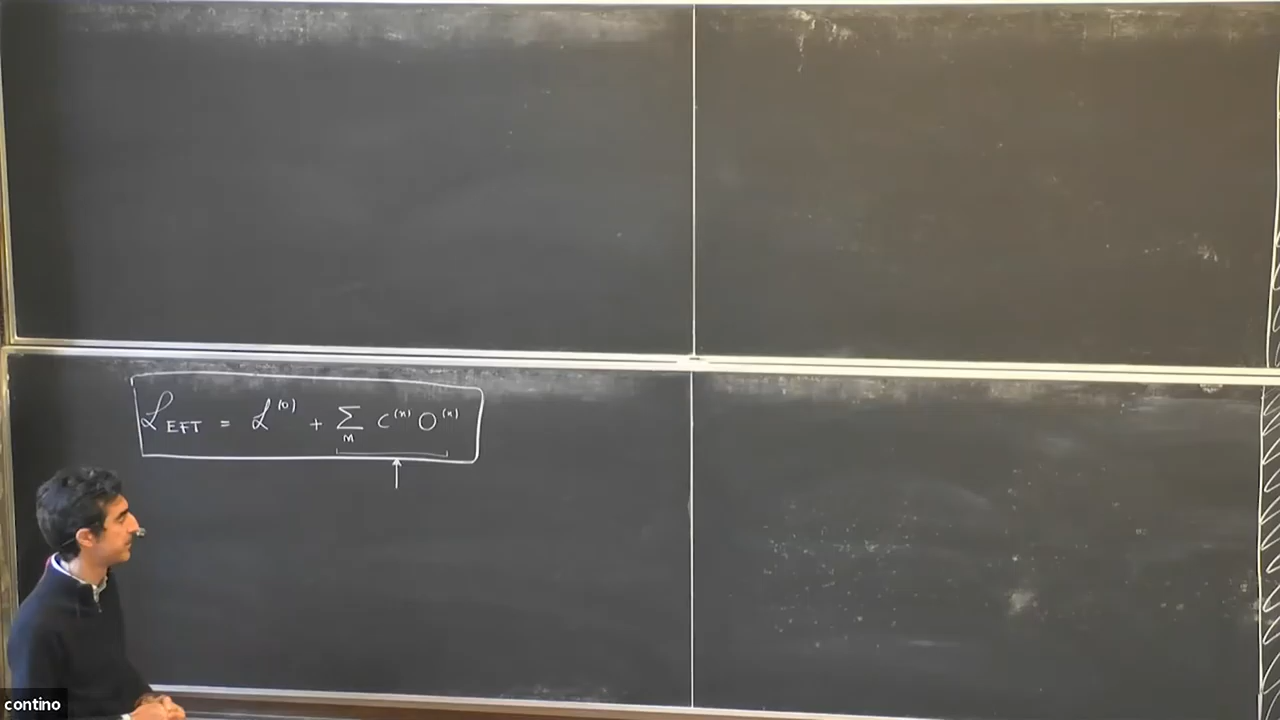 ℒ_EFT = ℒ^(0) + Σ_n C^(n) O^(n)
contino